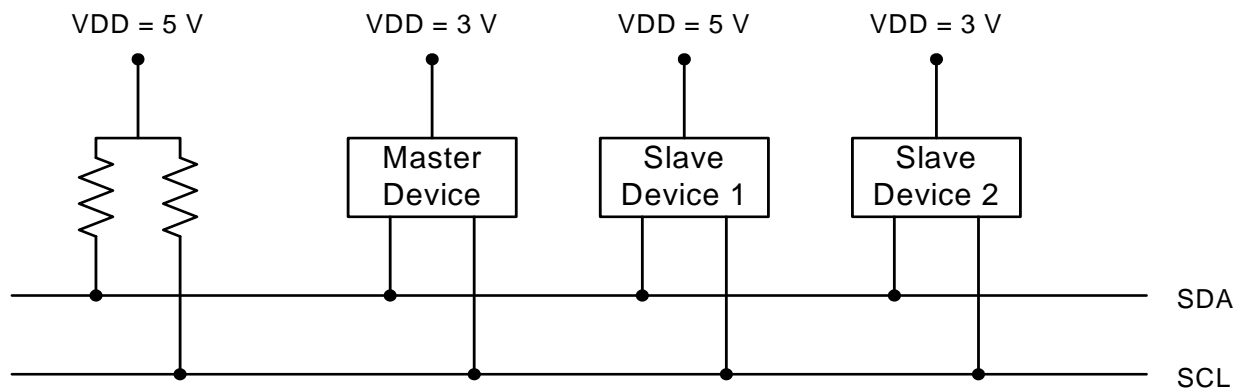 VDD = 5 V
VDD = 3 V
VDD = 5 V
VDD = 3 V
Master
Device
Slave
Device 1
Slave
Device 2
SDA
SCL